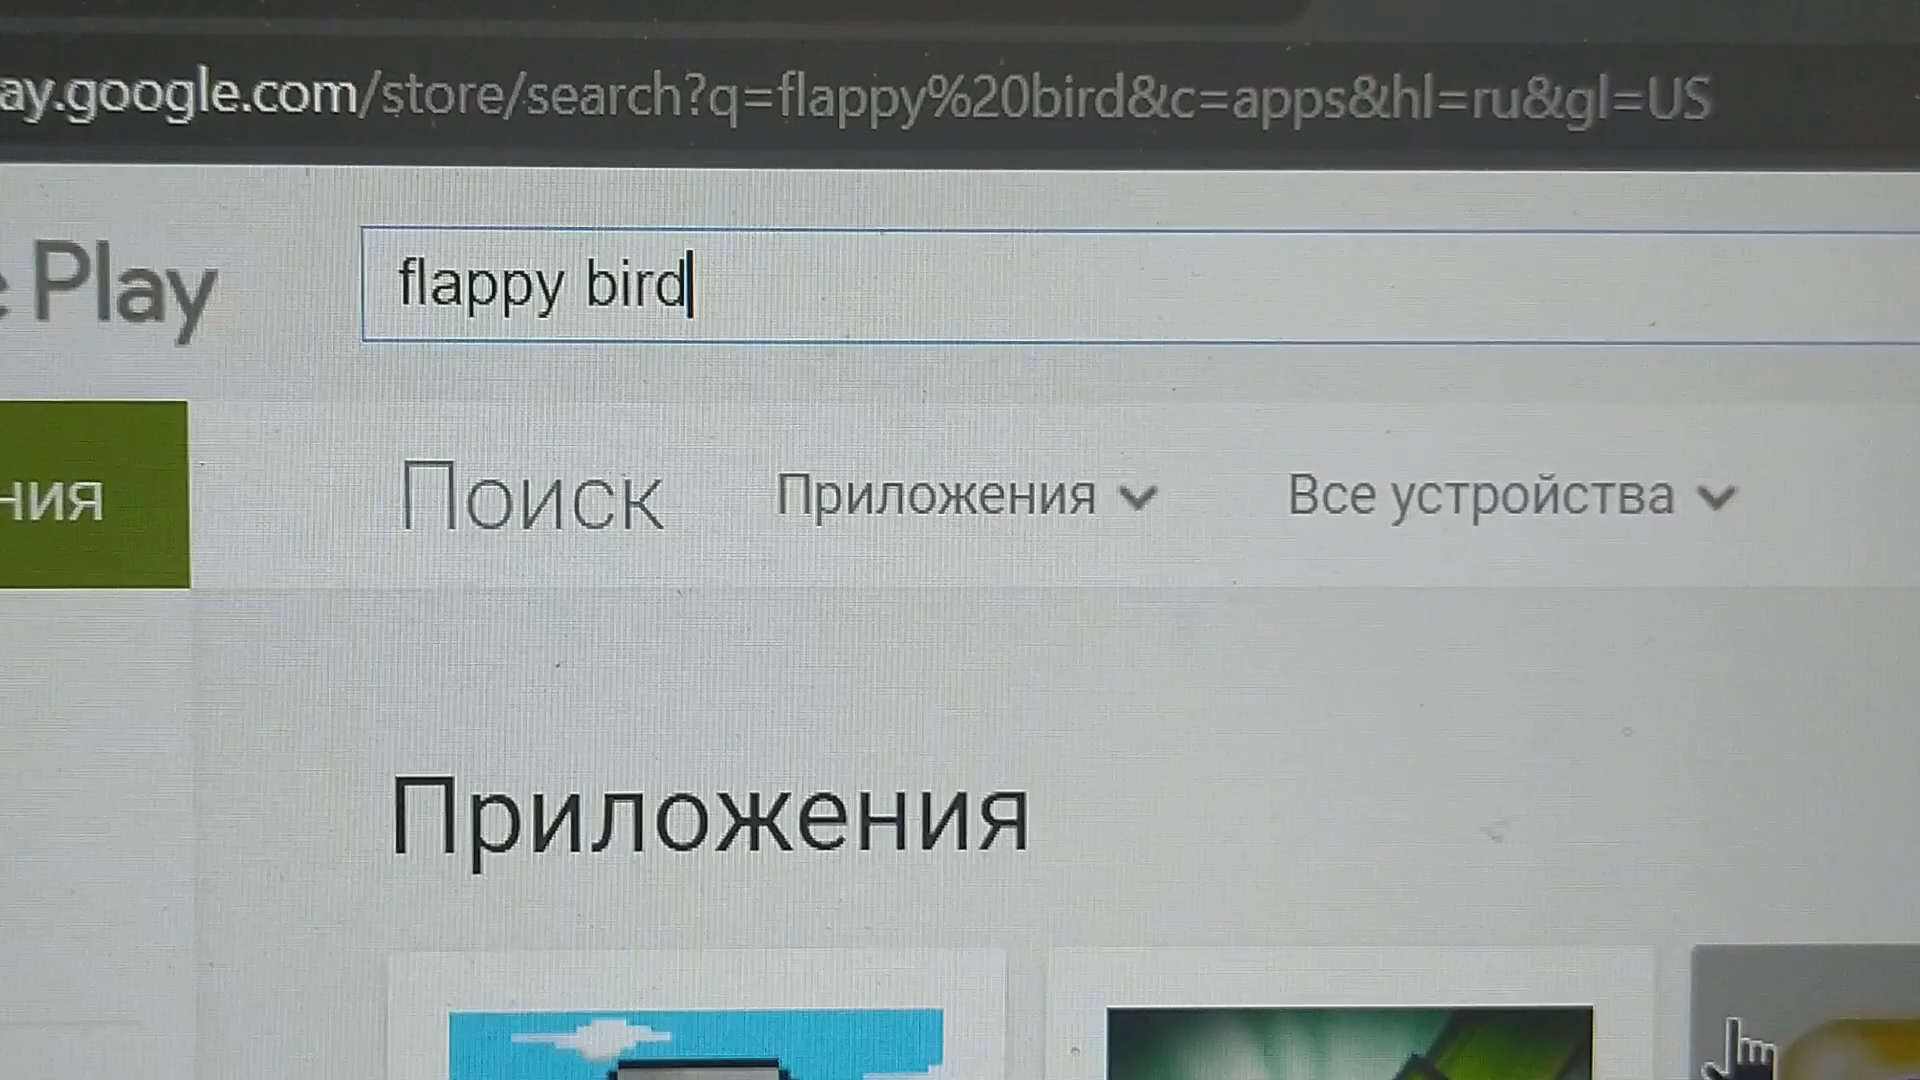 ay.google.com/store/search?q=flappy%20bird&c=apps&hl=ru&gl=US
Play
flappy bird
ния
Поиск
Приложения
Все устройства
Приложения